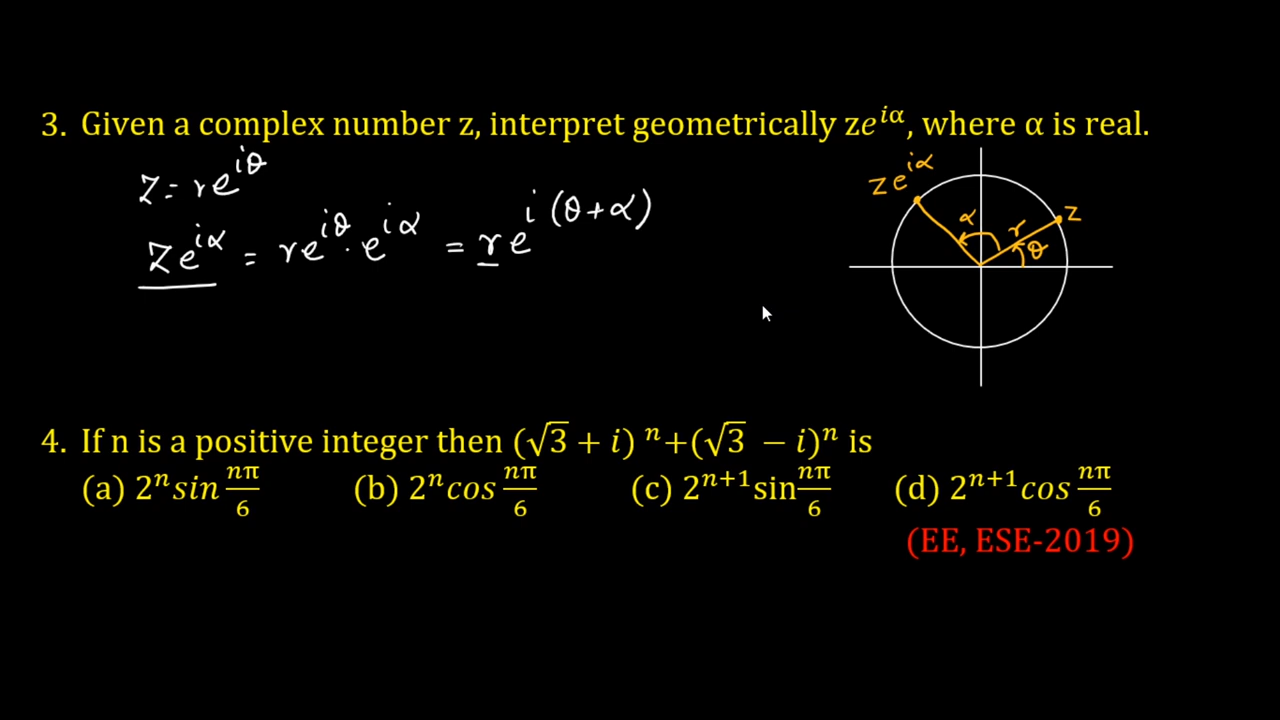 3. Given a complex number z, interpret geometrically ze^{iα}, where α is real.
z = re^{iθ}
ze^{iα} = re^{iθ} · e^{iα} = re^{i(θ+α)}
ze^{iα}
α
r
z
θ
4. If n is a positive integer then (√3 + i)^n+(√3 − i)^n is
(a) 2^n sin nπ/6 (b) 2^n cos nπ/6 (c) 2^{n+1} sin nπ/6 (d) 2^{n+1} cos nπ/6
(EE, ESE-2019)